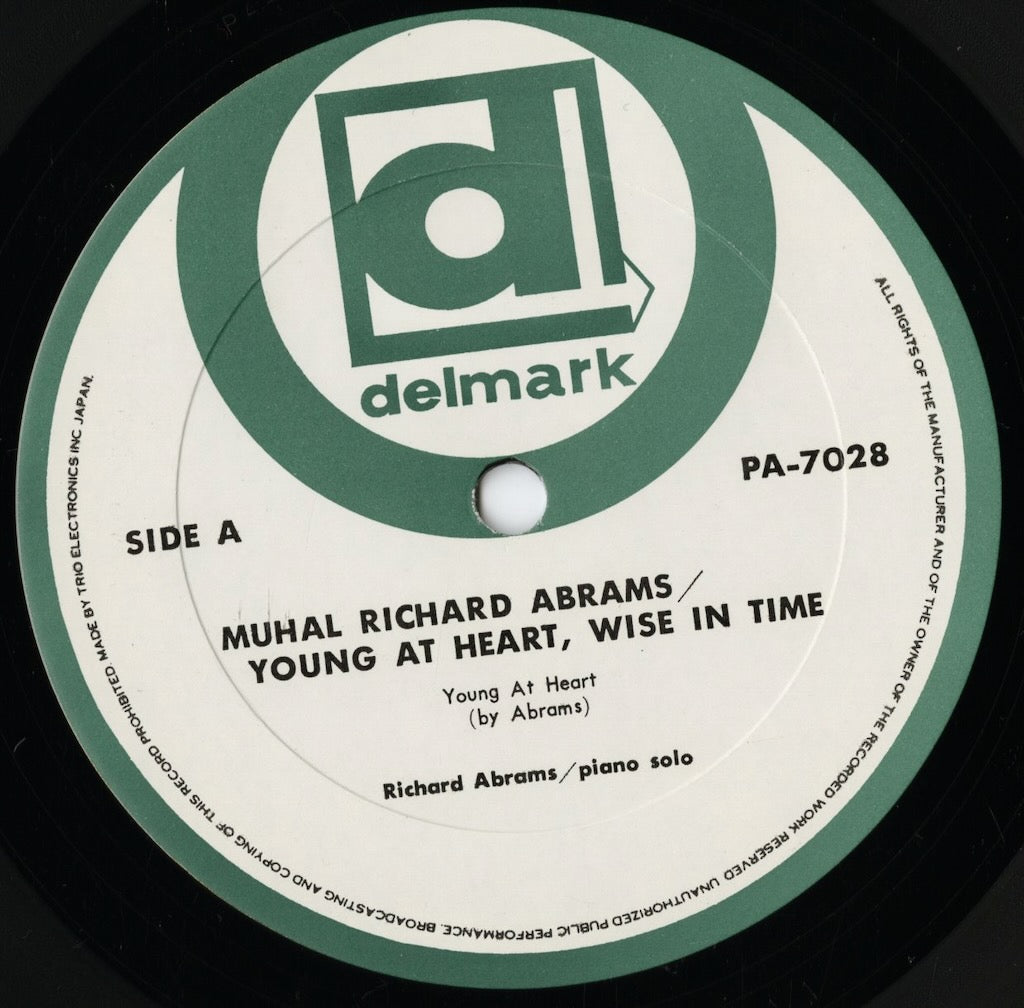 delmark
PA-7028
SIDE A
MUHAL RICHARD ABRAMS/
YOUNG AT HEART, WISE IN TIME
Young At Heart
(by Abrams)
Richard Abrams/piano solo
ALL RIGHTS OF THE MANUFACTURER AND OF THE OWNER OF THE RECORDED WORK RESERVED UNAUTHORIZED PUBLIC PERFORMANCE. BROADCASTING AND COPYING OF THIS RECORD PROHIBITED. MADE BY TRIO ELECTRONICS INC JAPAN.